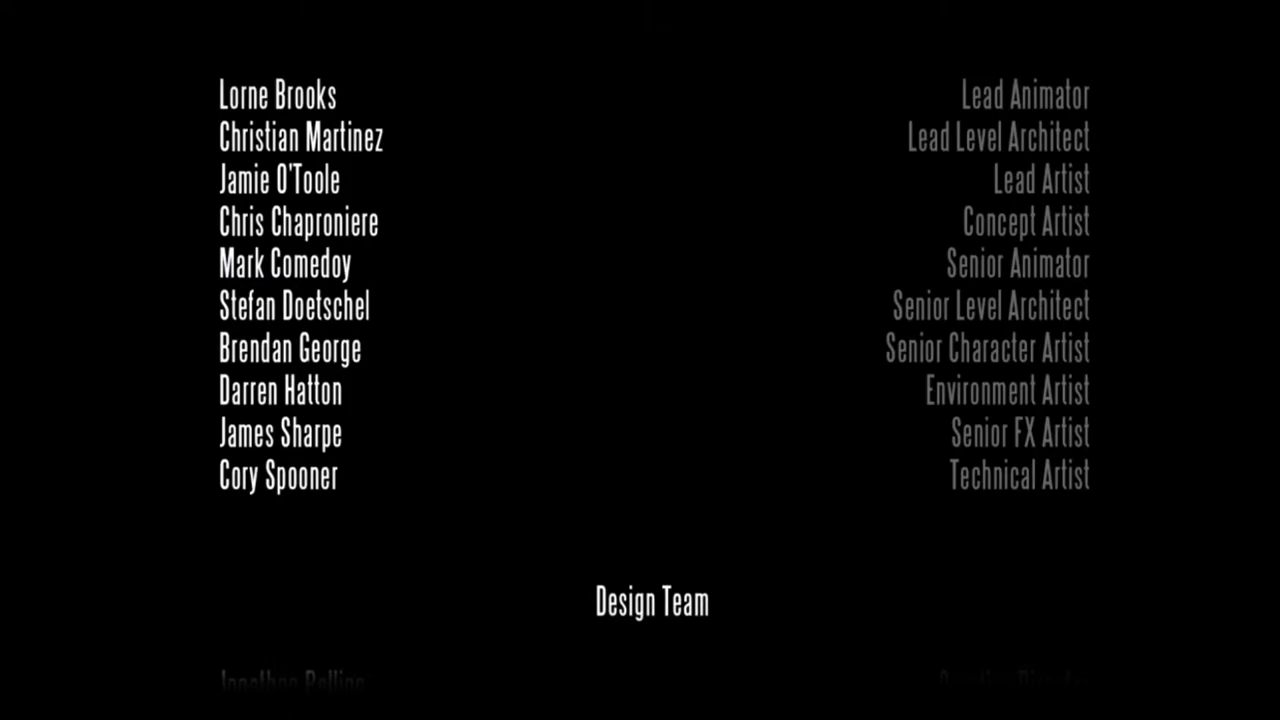 Lorne Brooks Lead Animator
Christian Martinez Lead Level Architect
Jamie O'Toole Lead Artist
Chris Chaproniere Concept Artist
Mark Comedoy Senior Animator
Stefan Doetschel Senior Level Architect
Brendan George Senior Character Artist
Darren Hatton Environment Artist
James Sharpe Senior FX Artist
Cory Spooner Technical Artist
Design Team
Jonathan